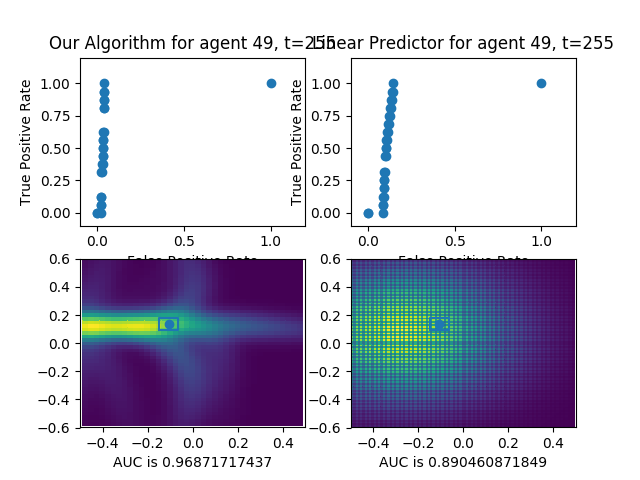 Our Algorithm for agent 49, t=255
Linear Predictor for agent 49, t=255
True Positive Rate
1.00
0.75
0.50
0.25
0.00
0.0 0.5 1.0
False Positive Rate
True Positive Rate
1.00
0.75
0.50
0.25
0.00
0.0 0.5 1.0
False Positive Rate
0.6
0.4
0.2
0.0
−0.2
−0.4
−0.6
−0.4 −0.2 0.0 0.2 0.4
AUC is 0.96871717437
0.6
0.4
0.2
0.0
−0.2
−0.4
−0.6
−0.4 −0.2 0.0 0.2 0.4
AUC is 0.890460871849